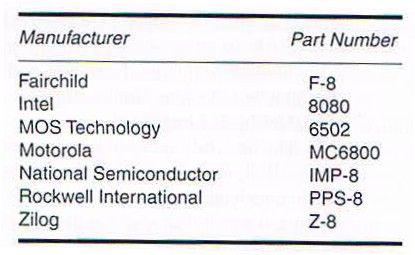 Manufacturer Part Number
Fairchild F-8
Intel 8080
MOS Technology 6502
Motorola MC6800
National Semiconductor IMP-8
Rockwell International PPS-8
Zilog Z-8